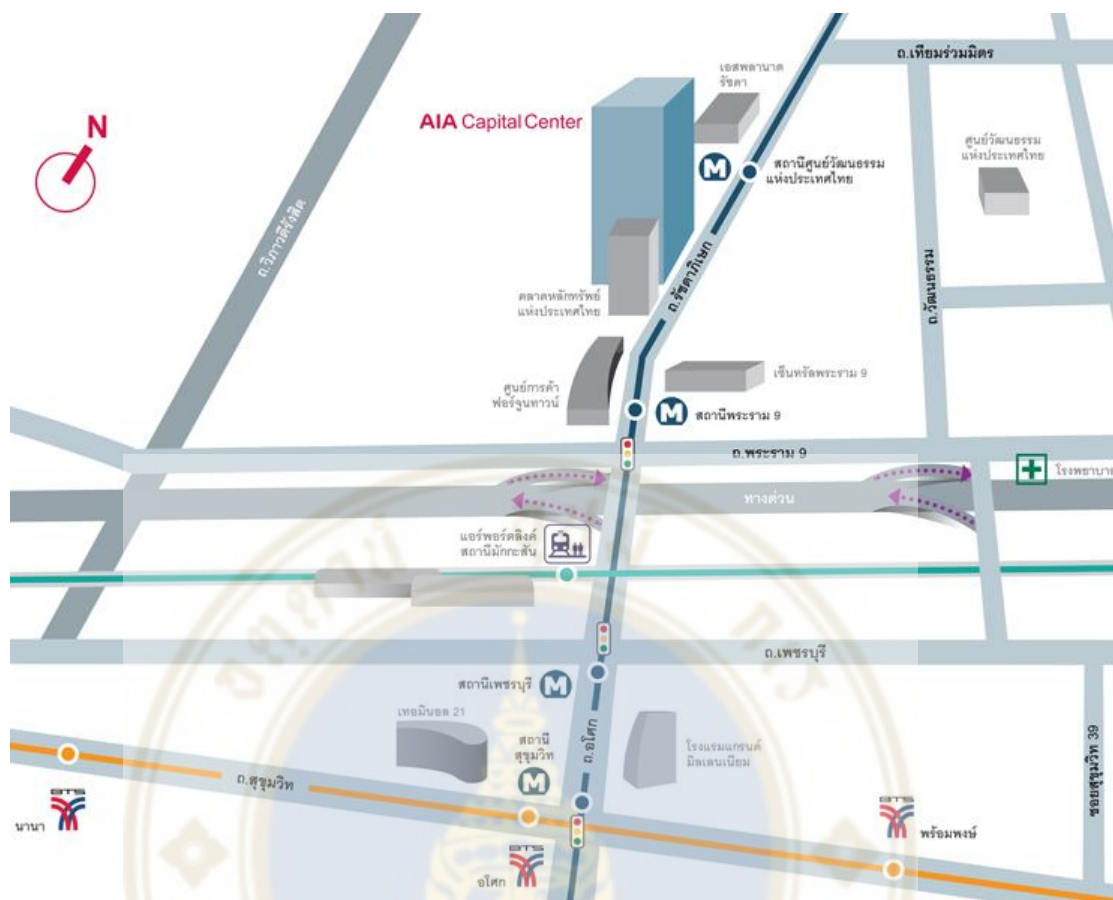 ถ.เทียมร่วมมิตร
เอสพลานาด
รัชดา
N
AIA Capital Center
ศูนย์วัฒนธรรม
แห่งประเทศไทย
M
สถานีศูนย์วัฒนธรรม
แห่งประเทศไทย
ถ.วิภาวดีรังสิต
ถ.รัชดาภิเษก
ถ.วัฒนธรรม
ตลาดหลักทรัพย์
แห่งประเทศไทย
ศูนย์การค้า
ฟอร์จูนทาวน์
เซ็นทรัลพระราม 9
M
สถานีพระราม 9
ถ.พระราม 9
โรงพยาบาล
ทางด่วน
แอร์พอร์ตลิงค์
สถานีมักกะสัน
ถ.เพชรบุรี
สถานีเพชรบุรี
M
เทอมินอล 21
สถานี
สุขุมวิท
M
ถ.อโศก
โรงแรมแกรนด์
มิลเลนเนียม
ซอยสุขุมวิท 39
ถ.สุขุมวิท
BTS
นานา
BTS
พร้อมพงษ์
BTS
อโศก